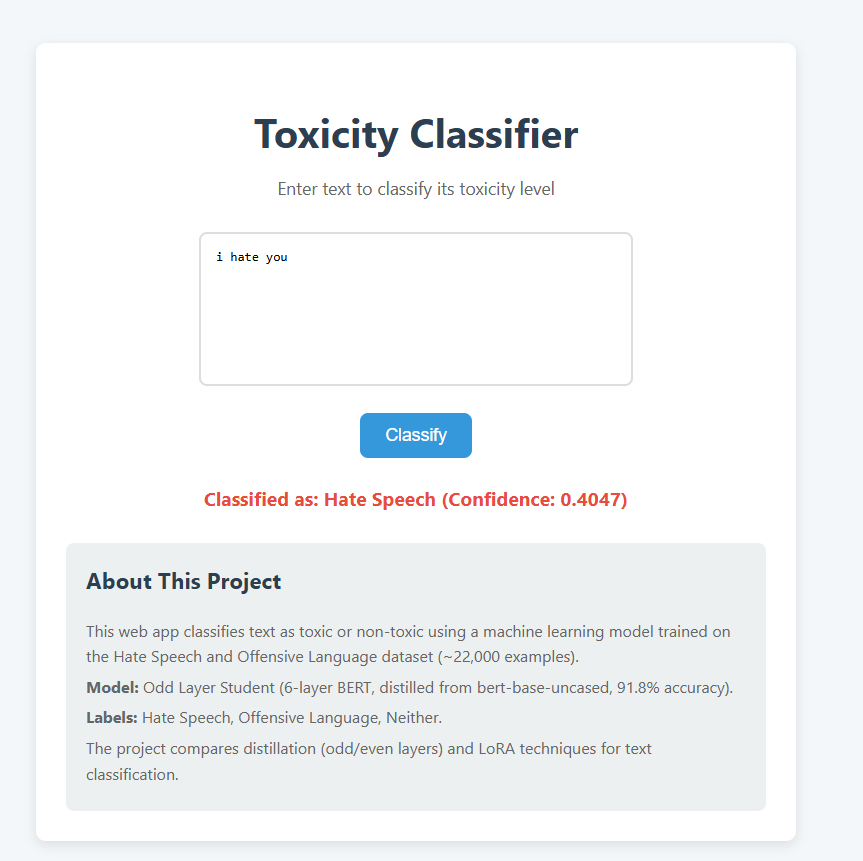 Toxicity Classifier
Enter text to classify its toxicity level
i hate you
Classify
Classified as: Hate Speech (Confidence: 0.4047)
About This Project
This web app classifies text as toxic or non-toxic using a machine learning model trained on
the Hate Speech and Offensive Language dataset (~22,000 examples).
Model: Odd Layer Student (6-layer BERT, distilled from bert-base-uncased, 91.8% accuracy).
Labels: Hate Speech, Offensive Language, Neither.
The project compares distillation (odd/even layers) and LoRA techniques for text
classification.